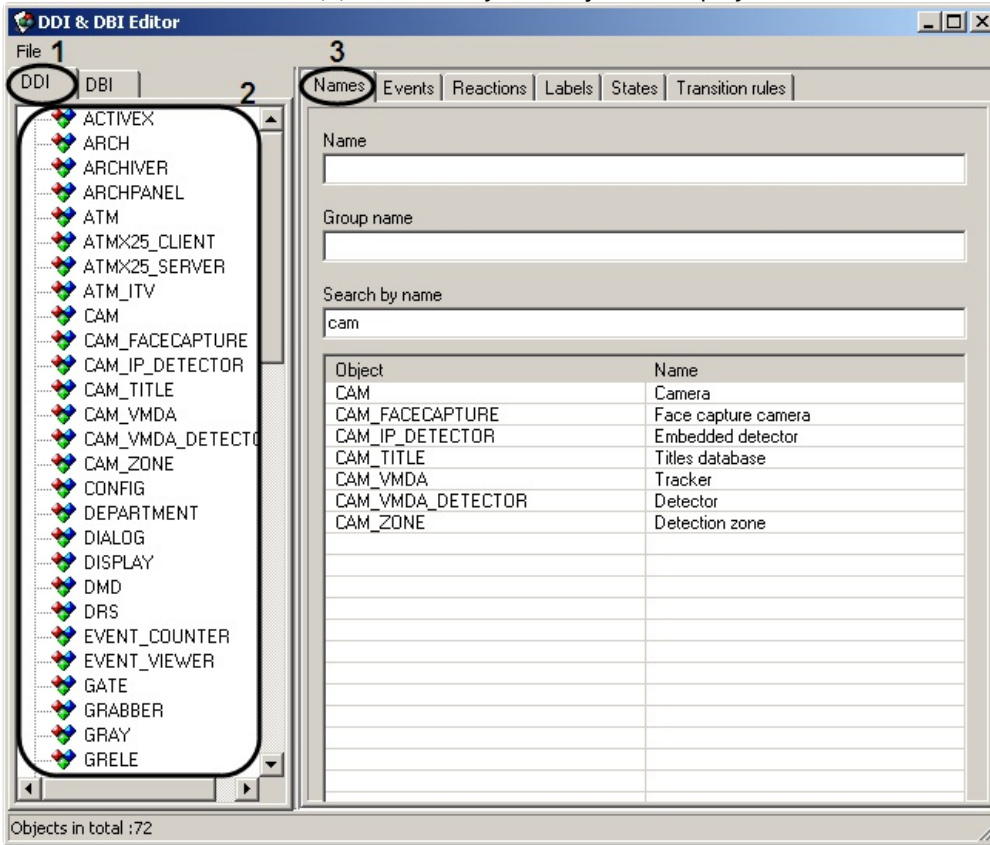 DDI & DBI Editor
File 1 3
DDI DBI 2
Names Events Reactions Labels States Transition rules
ACTIVEX
ARCH
ARCHIVER
ARCHPANEL
ATM
ATMX25_CLIENT
ATMX25_SERVER
ATM_ITV
CAM
CAM_FACECAPTURE
CAM_IP_DETECTOR
CAM_TITLE
CAM_VMDA
CAM_VMDA_DETECT
CAM_ZONE
CONFIG
DEPARTMENT
DIALOG
DISPLAY
DMD
DRS
EVENT_COUNTER
EVENT_VIEWER
GATE
GRABBER
GRAY
GRELE
Name
Group name
Search by name
cam
Object Name
CAM Camera
CAM_FACECAPTURE Face capture camera
CAM_IP_DETECTOR Embedded detector
CAM_TITLE Titles database
CAM_VMDA Tracker
CAM_VMDA_DETECTOR Detector
CAM_ZONE Detection zone
Objects in total :72